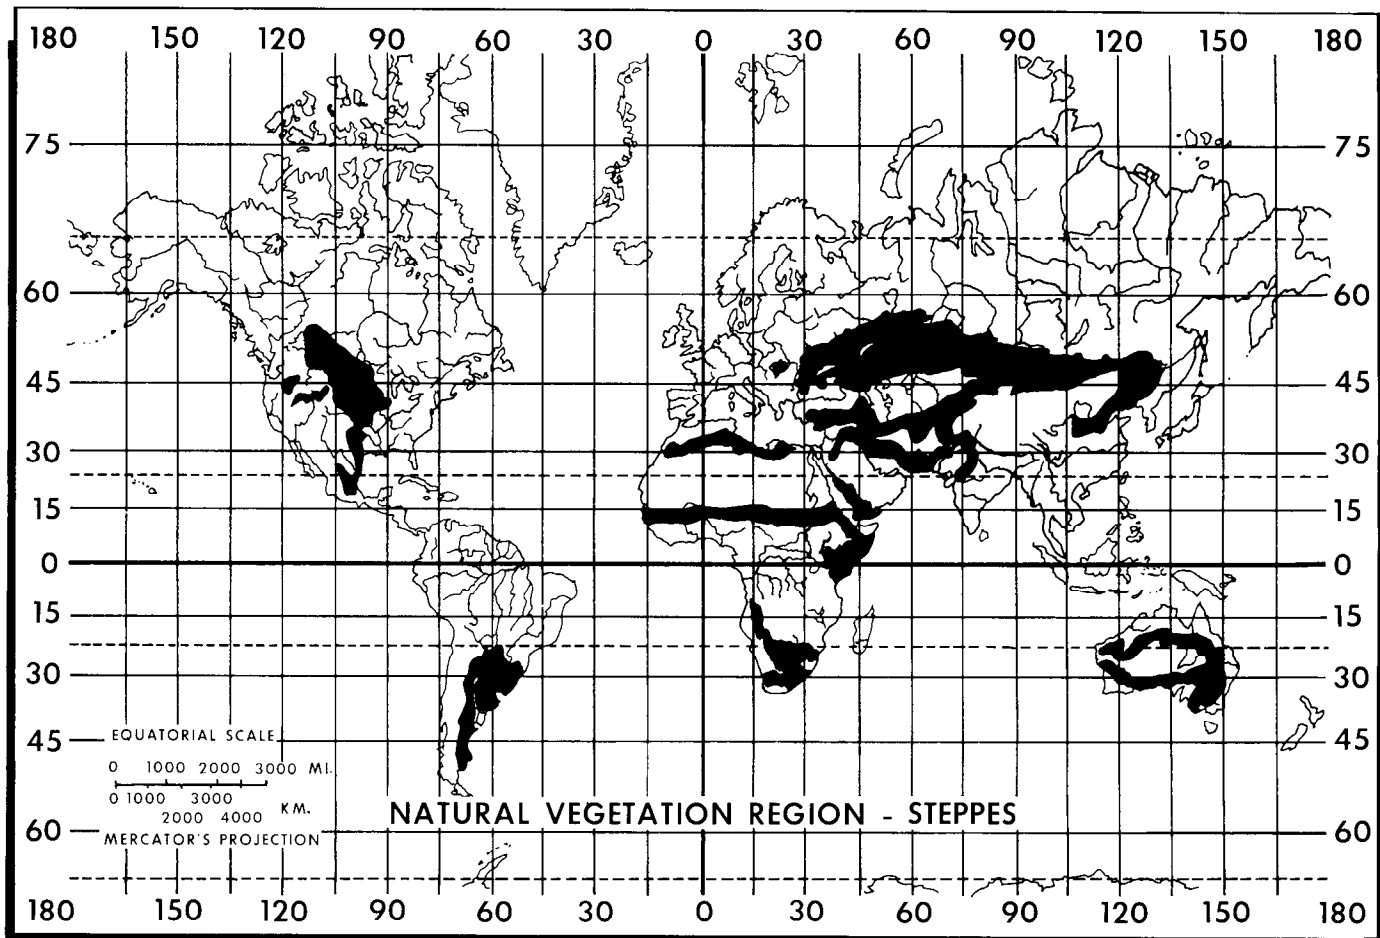 180 150 120 90 60 30 0 30 60 90 120 150 180
75 75
60 60
45 45
30 30
15 15
0 0
15 15
30 30
45 EQUATORIAL SCALE 45
0 1000 2000 3000 MI.
0 1000 3000
2000 4000 KM.
NATURAL VEGETATION REGION - STEPPES
60 60
MERCATOR'S PROJECTION
180 150 120 90 60 30 0 30 60 90 120 150 180